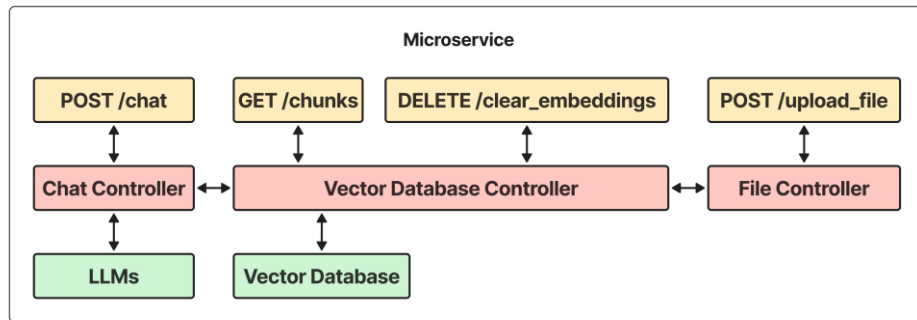 Microservice
POST /chat
GET /chunks
DELETE /clear_embeddings
POST /upload_file
Chat Controller
Vector Database Controller
File Controller
LLMs
Vector Database